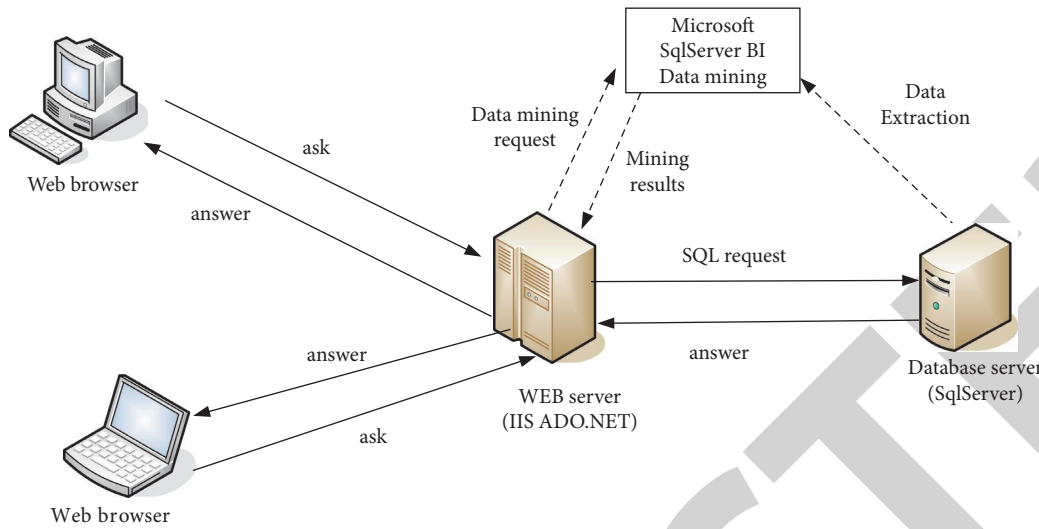 Microsoft
SqlServer BI
Data mining
Data mining
request
Mining
results
Data
Extraction
ask
Web browser
answer
SQL request
answer
answer
WEB server
(IIS ADO.NET)
Database server
(SqlServer)
ask
Web browser